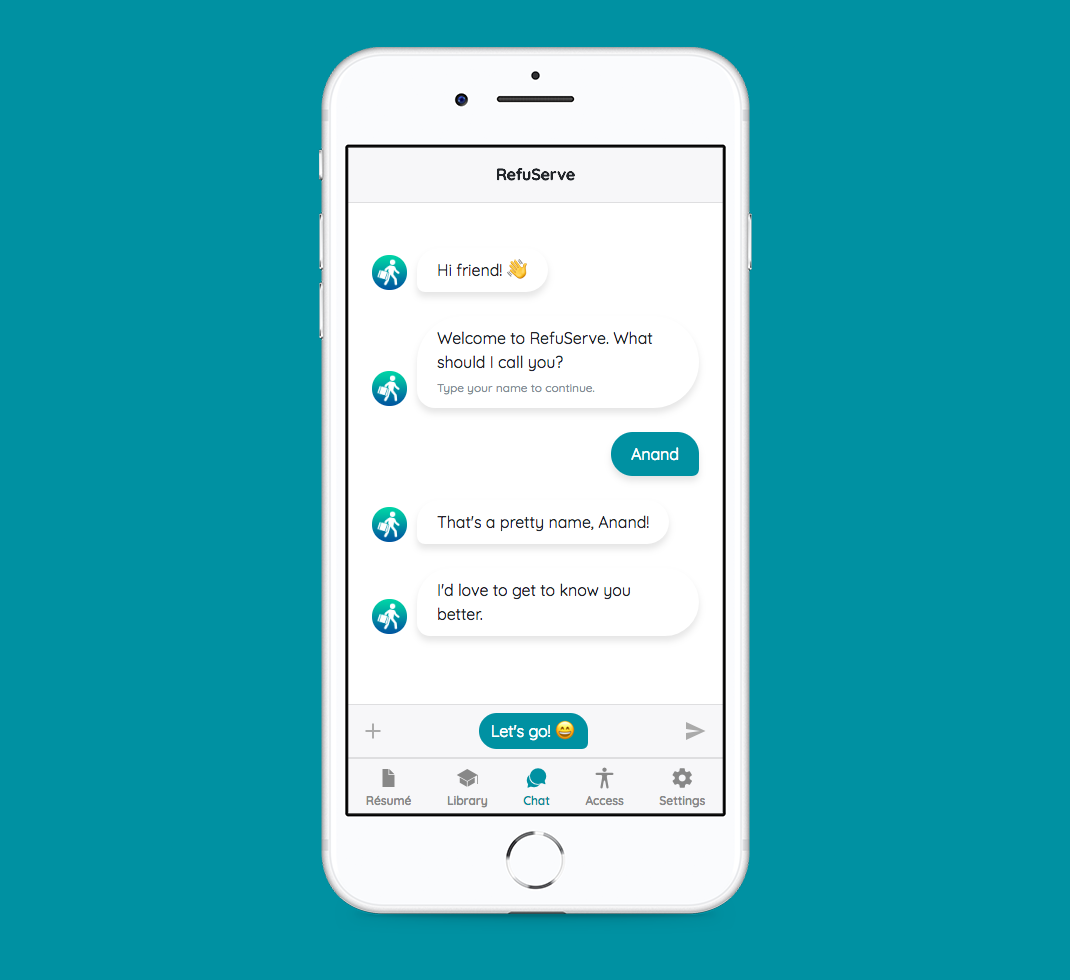 RefuServe
Hi friend! 👋
Welcome to RefuServe. What
should I call you?
Type your name to continue.
Anand
That's a pretty name, Anand!
I'd love to get to know you
better.
Let's go! 😄
Résumé
Library
Chat
Access
Settings